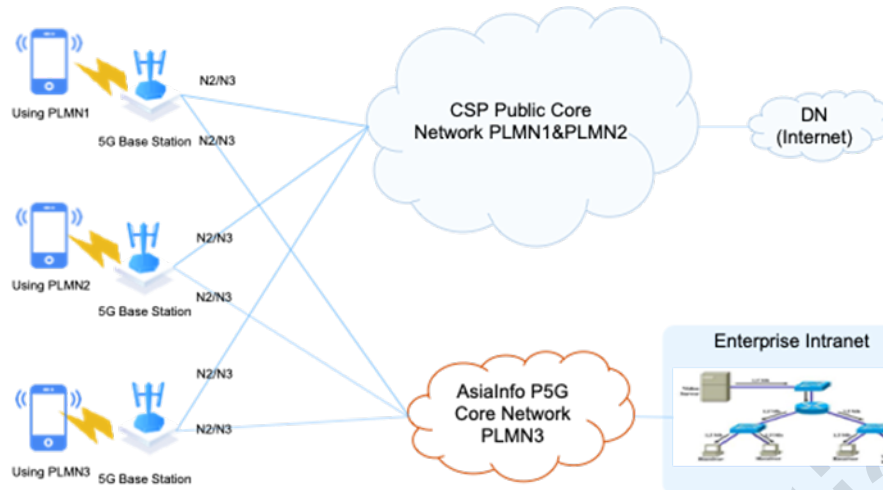 N2/N3
Using PLMN1
5G Base Station
N2/N3
CSP Public Core
Network PLMN1&PLMN2
DN
(Internet)
N2/N3
Using PLMN2
5G Base Station
N2/N3
N2/N3
Using PLMN3
5G Base Station
N2/N3
AsiaInfo P5G
Core Network
PLMN3
Enterprise Intranet